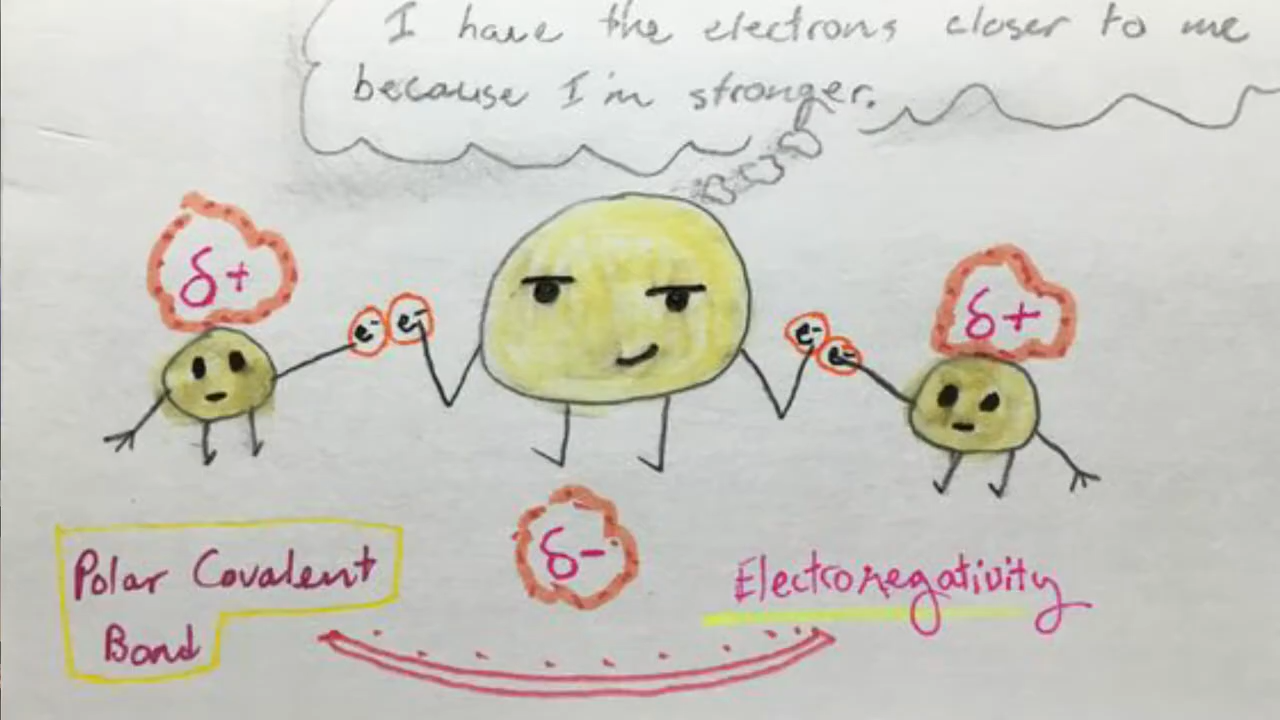 I have the electrons closer to me
because I'm stronger.
δ+
δ+
e- e-
e- e-
δ-
Polar Covalent
Bond
Electronegativity